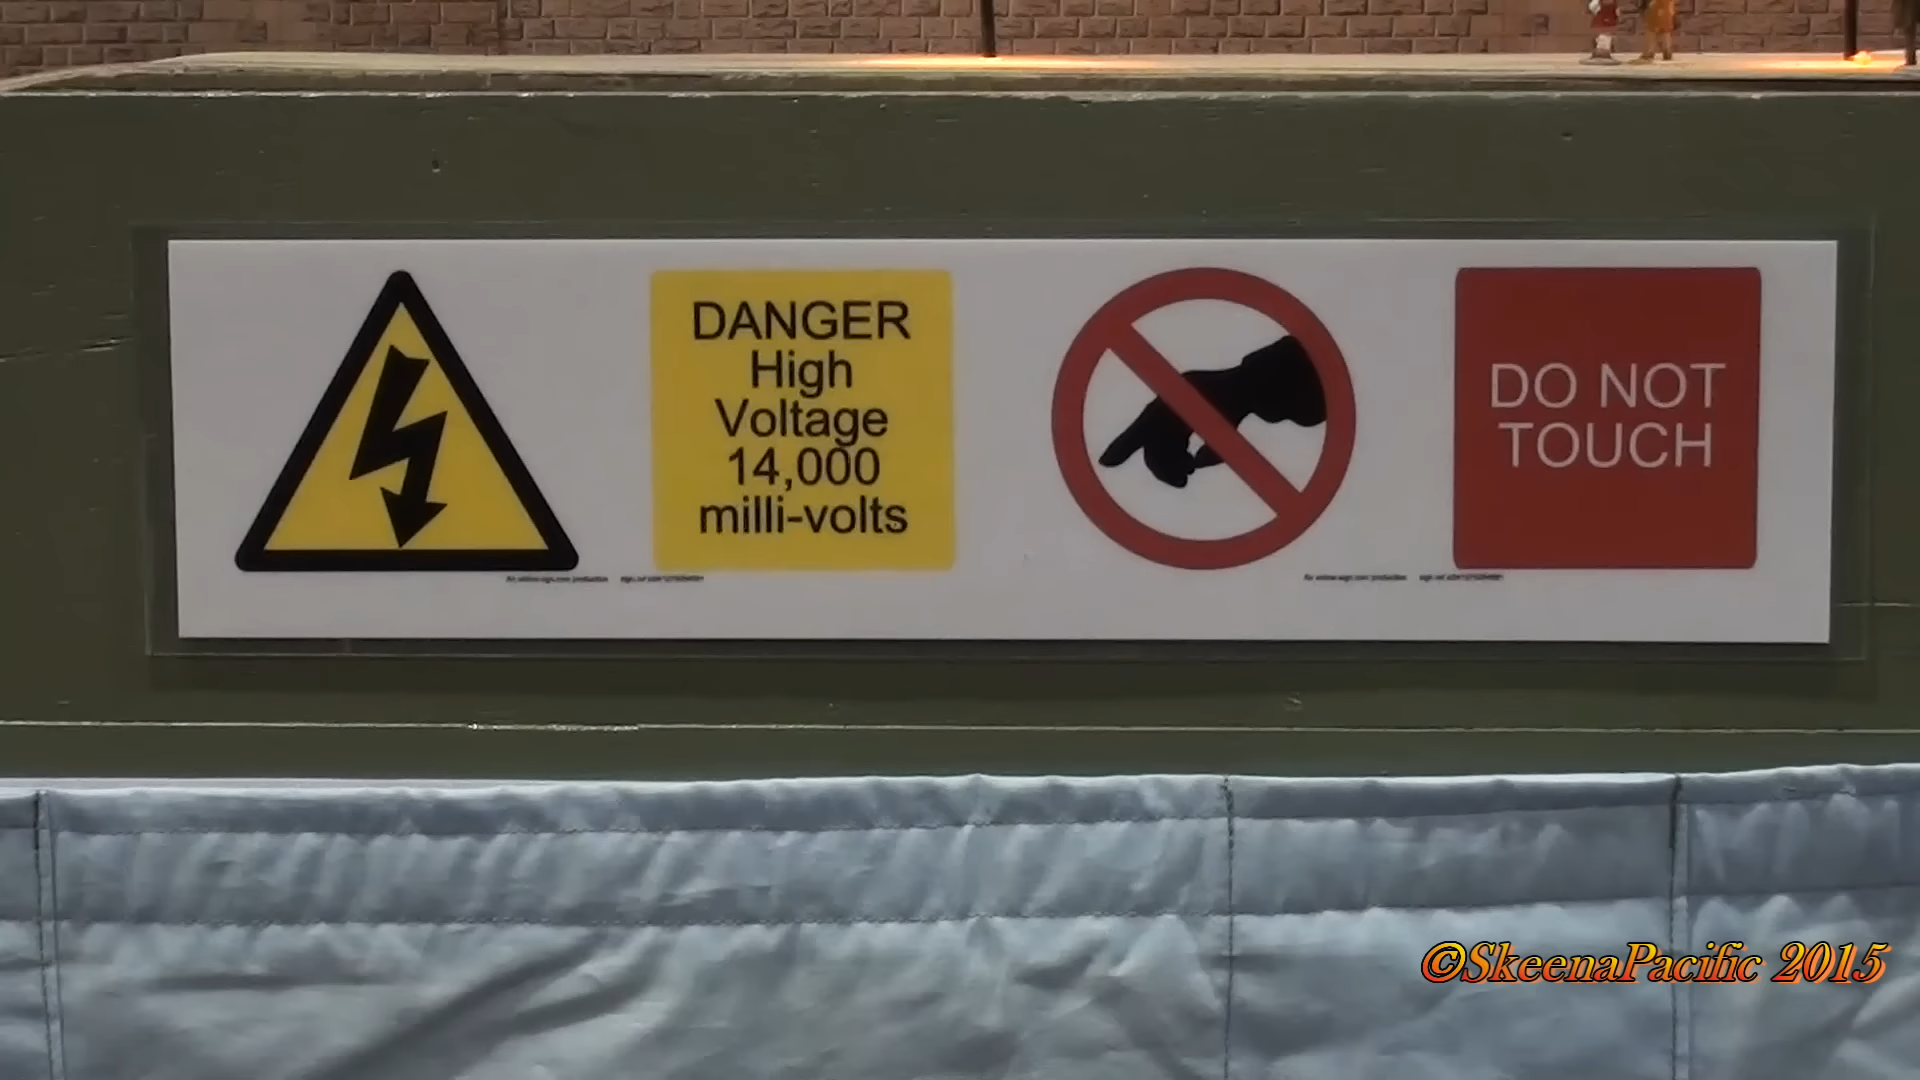 DANGER
High
Voltage
14,000
milli-volts
DO NOT
TOUCH
©SkeenaPacific 2015